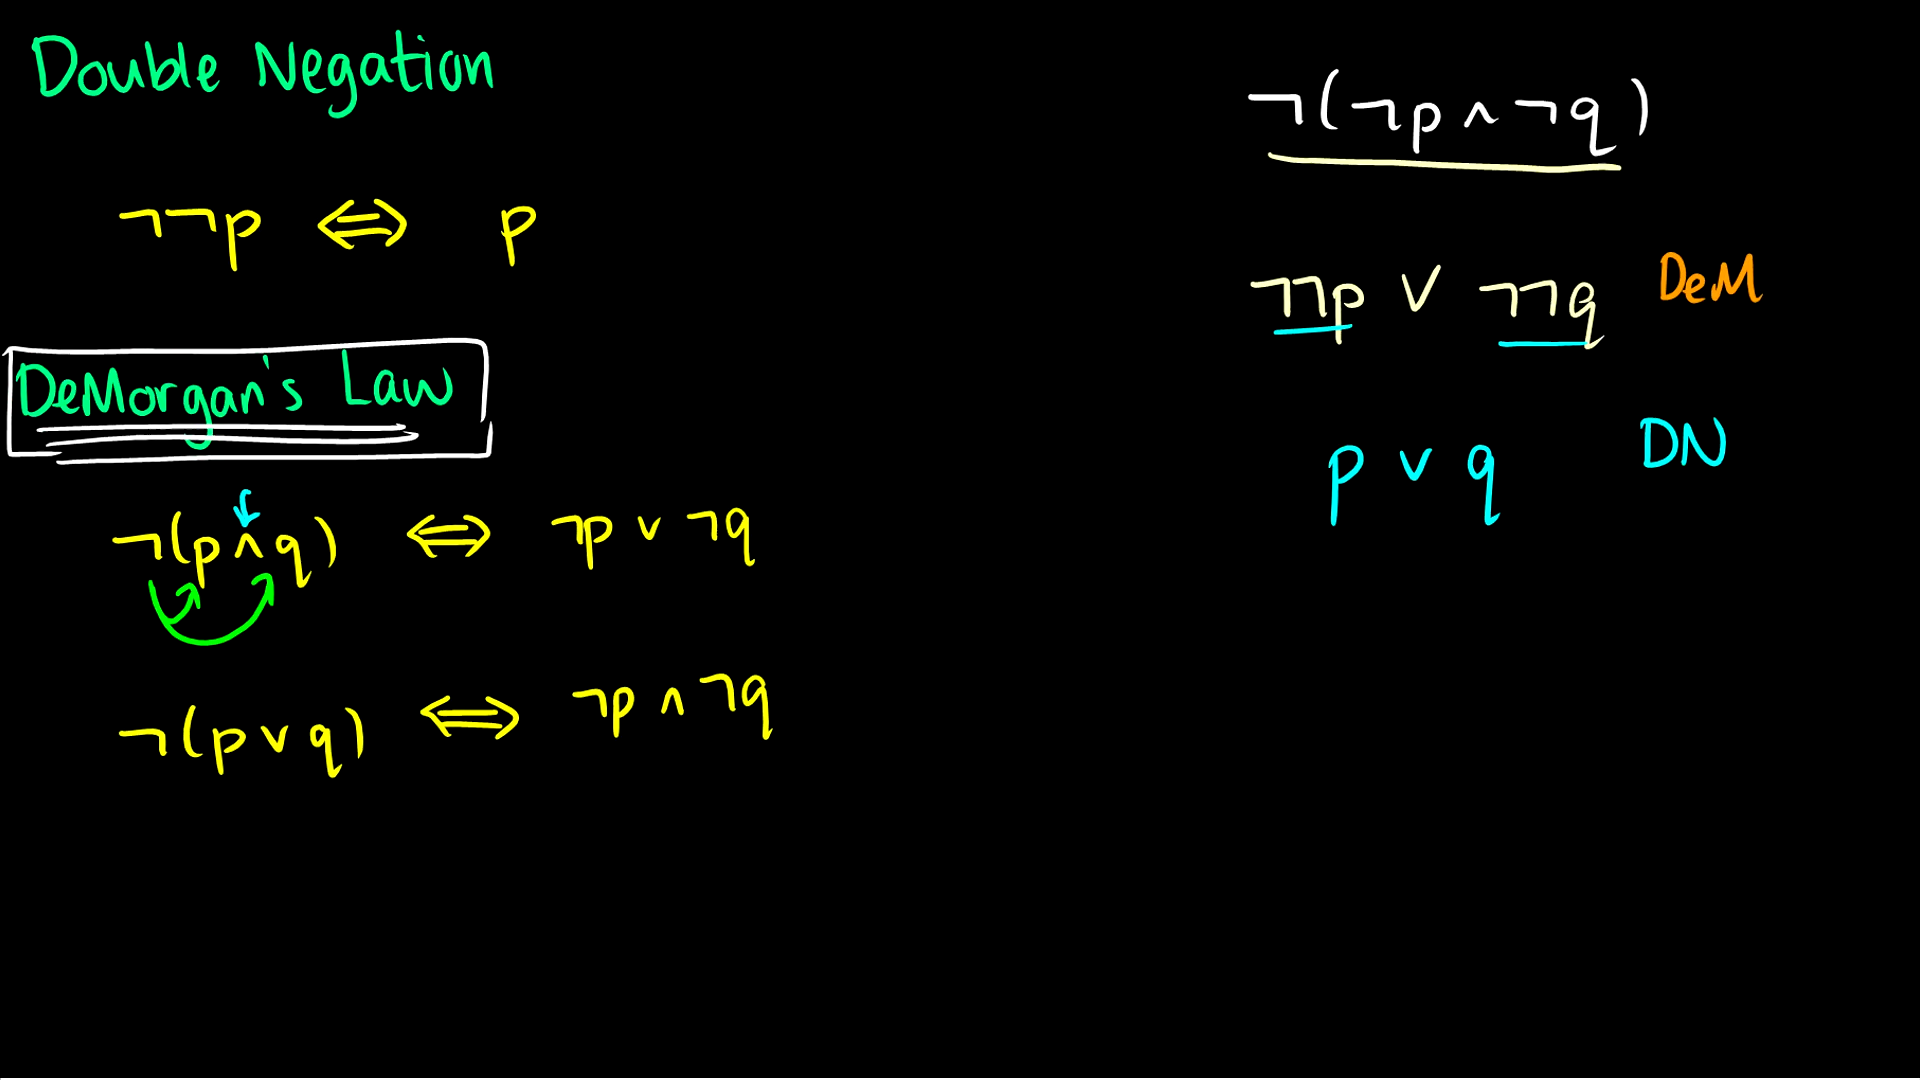 Double Negation
¬¬p ⇔ p
DeMorgan's Law
¬(p ∧ q) ⇔ ¬p ∨ ¬q
¬(p ∨ q) ⇔ ¬p ∧ ¬q
¬(¬p ∧ ¬q)
¬¬p ∨ ¬¬q DeM
p ∨ q DN